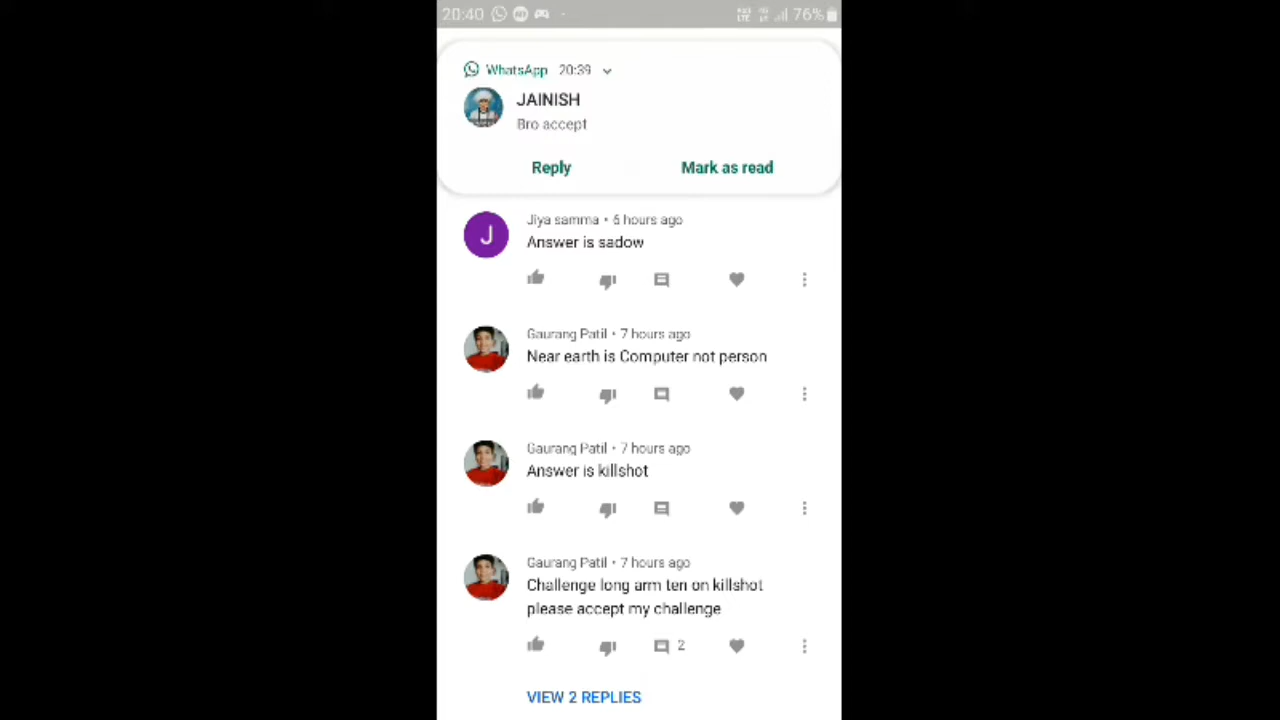 20:40 76%
WhatsApp 20:39
JAINISH
Bro accept
Reply Mark as read
Jiya samma • 6 hours ago
J
Answer is sadow
Gaurang Patil • 7 hours ago
Near earth is Computer not person
Gaurang Patil • 7 hours ago
Answer is killshot
Gaurang Patil • 7 hours ago
Challenge long arm ten on killshot
please accept my challenge
2
VIEW 2 REPLIES